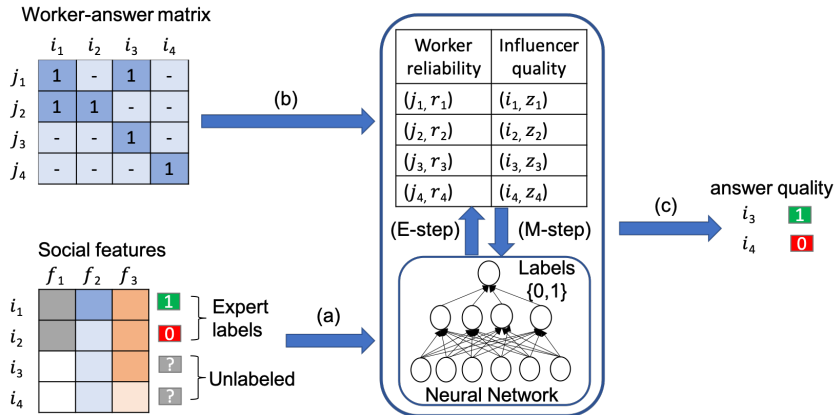 Worker-answer matrix
i₁ i₂ i₃ i₄
j₁ 1 - 1 -
j₂ 1 1 - -
j₃ - - 1 -
j₄ - - - 1
(b)
Worker reliability Influencer quality
(j₁, r₁) (i₁, z₁)
(j₂, r₂) (i₂, z₂)
(j₃, r₃) (i₃, z₃)
(j₄, r₄) (i₄, z₄)
(E-step) (M-step)
Labels
{0,1}
Neural Network
(c)
answer quality
i₃ 1
i₄ 0
Social features
f₁ f₂ f₃
i₁ 1
i₂ 0
i₃ ?
i₄ ?
Expert
labels
Unlabeled
(a)